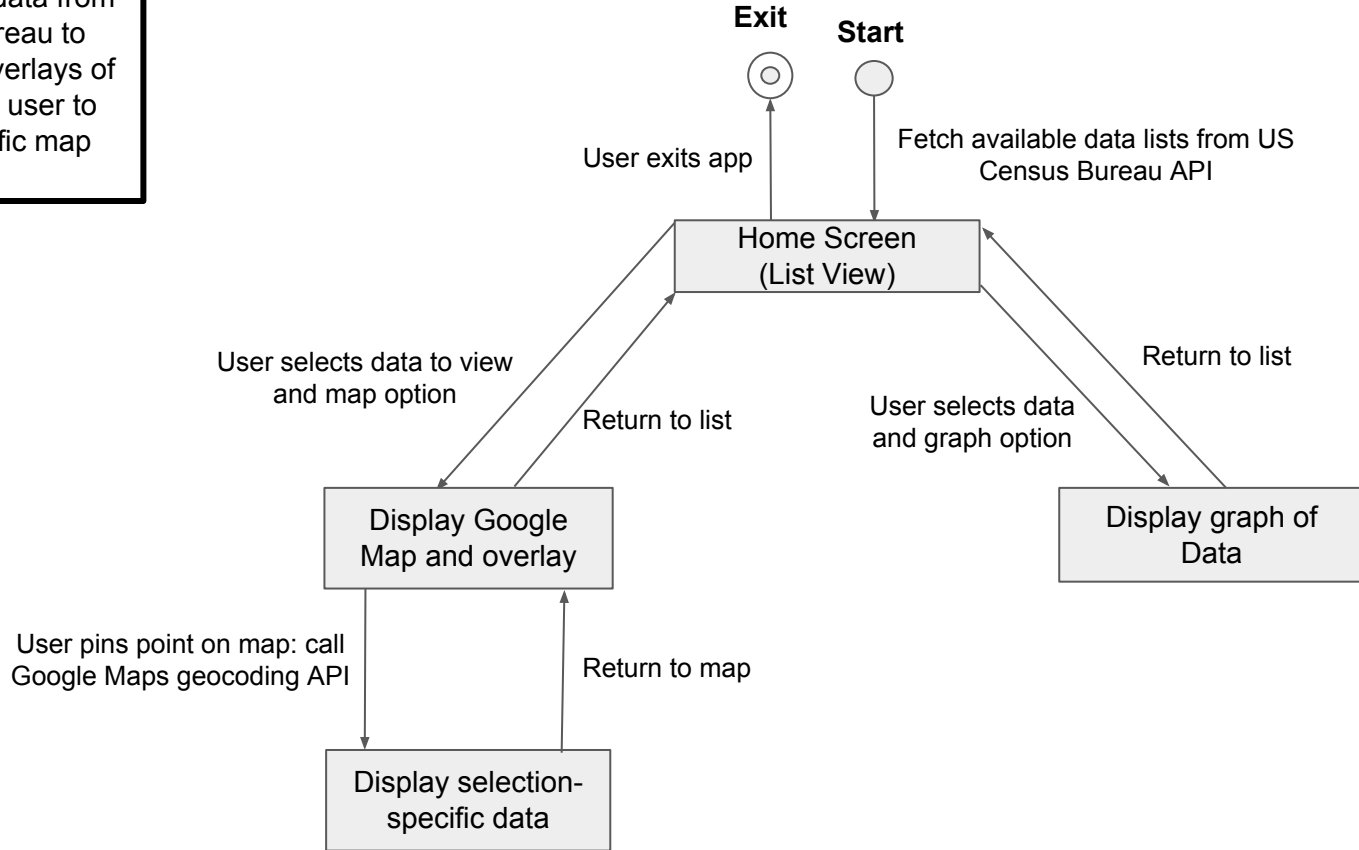 data from
reau to
verlays of
user to
fic map
Exit
Start
User exits app
Fetch available data lists from US
Census Bureau API
Home Screen
(List View)
User selects data to view
and map option
Return to list
User selects data
and graph option
Return to list
Display Google
Map and overlay
Display graph of
Data
User pins point on map: call
Google Maps geocoding API
Return to map
Display selection-
specific data